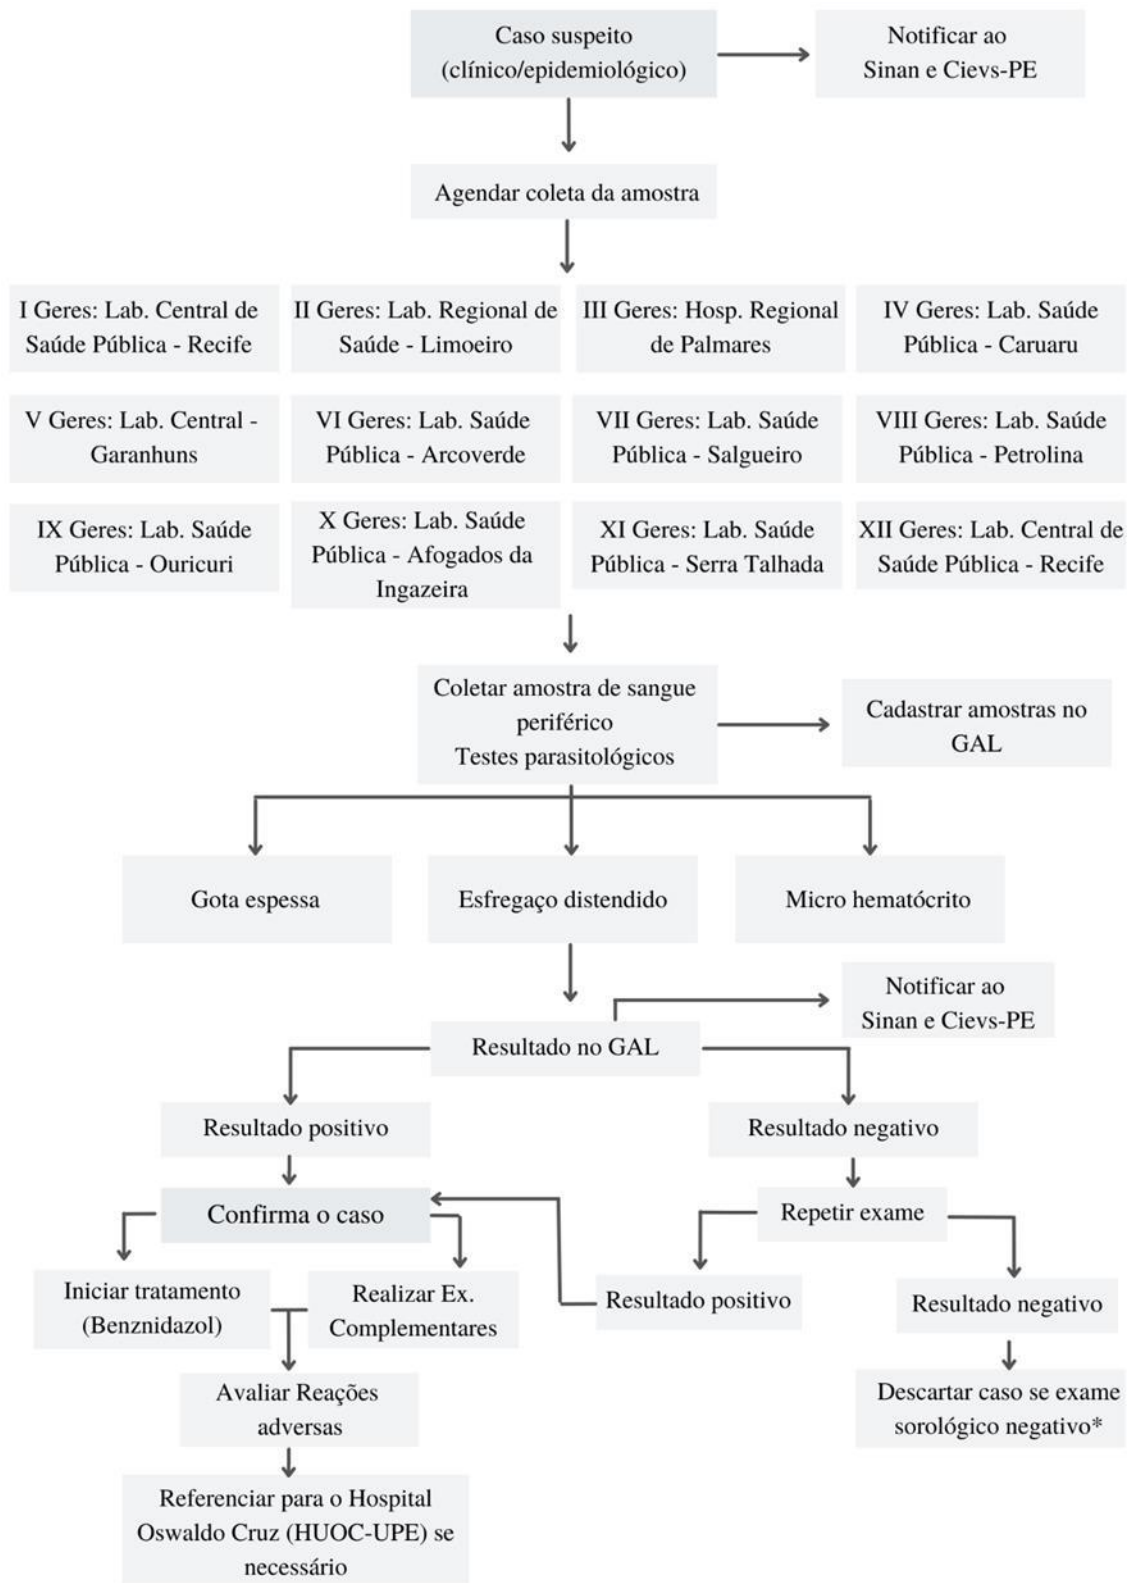 Caso suspeito
(clínico/epidemiológico)
Notificar ao
Sinan e Cievs-PE
Agendar coleta da amostra
I Geres: Lab. Central de
Saúde Pública - Recife
II Geres: Lab. Regional de
Saúde - Limoeiro
III Geres: Hosp. Regional
de Palmares
IV Geres: Lab. Saúde
Pública - Caruaru
V Geres: Lab. Central -
Garanhuns
VI Geres: Lab. Saúde
Pública - Arcoverde
VII Geres: Lab. Saúde
Pública - Salgueiro
VIII Geres: Lab. Saúde
Pública - Petrolina
IX Geres: Lab. Saúde
Pública - Ouricuri
X Geres: Lab. Saúde
Pública - Afogados da
Ingazeira
XI Geres: Lab. Saúde
Pública - Serra Talhada
XII Geres: Lab. Central de
Saúde Pública - Recife
Coletar amostra de sangue
periférico
Testes parasitológicos
Cadastrar amostras no
GAL
Gota espessa
Esfregaço distendido
Micro hematócrito
Notificar ao
Sinan e Cievs-PE
Resultado no GAL
Resultado positivo
Resultado negativo
Confirma o caso
Repetir exame
Iniciar tratamento
(Benznidazol)
Realizar Ex.
Complementares
Resultado positivo
Resultado negativo
Avaliar Reações
adversas
Descartar caso se exame
sorológico negativo*
Referenciar para o Hospital
Oswaldo Cruz (HUOC-UPE) se
necessário